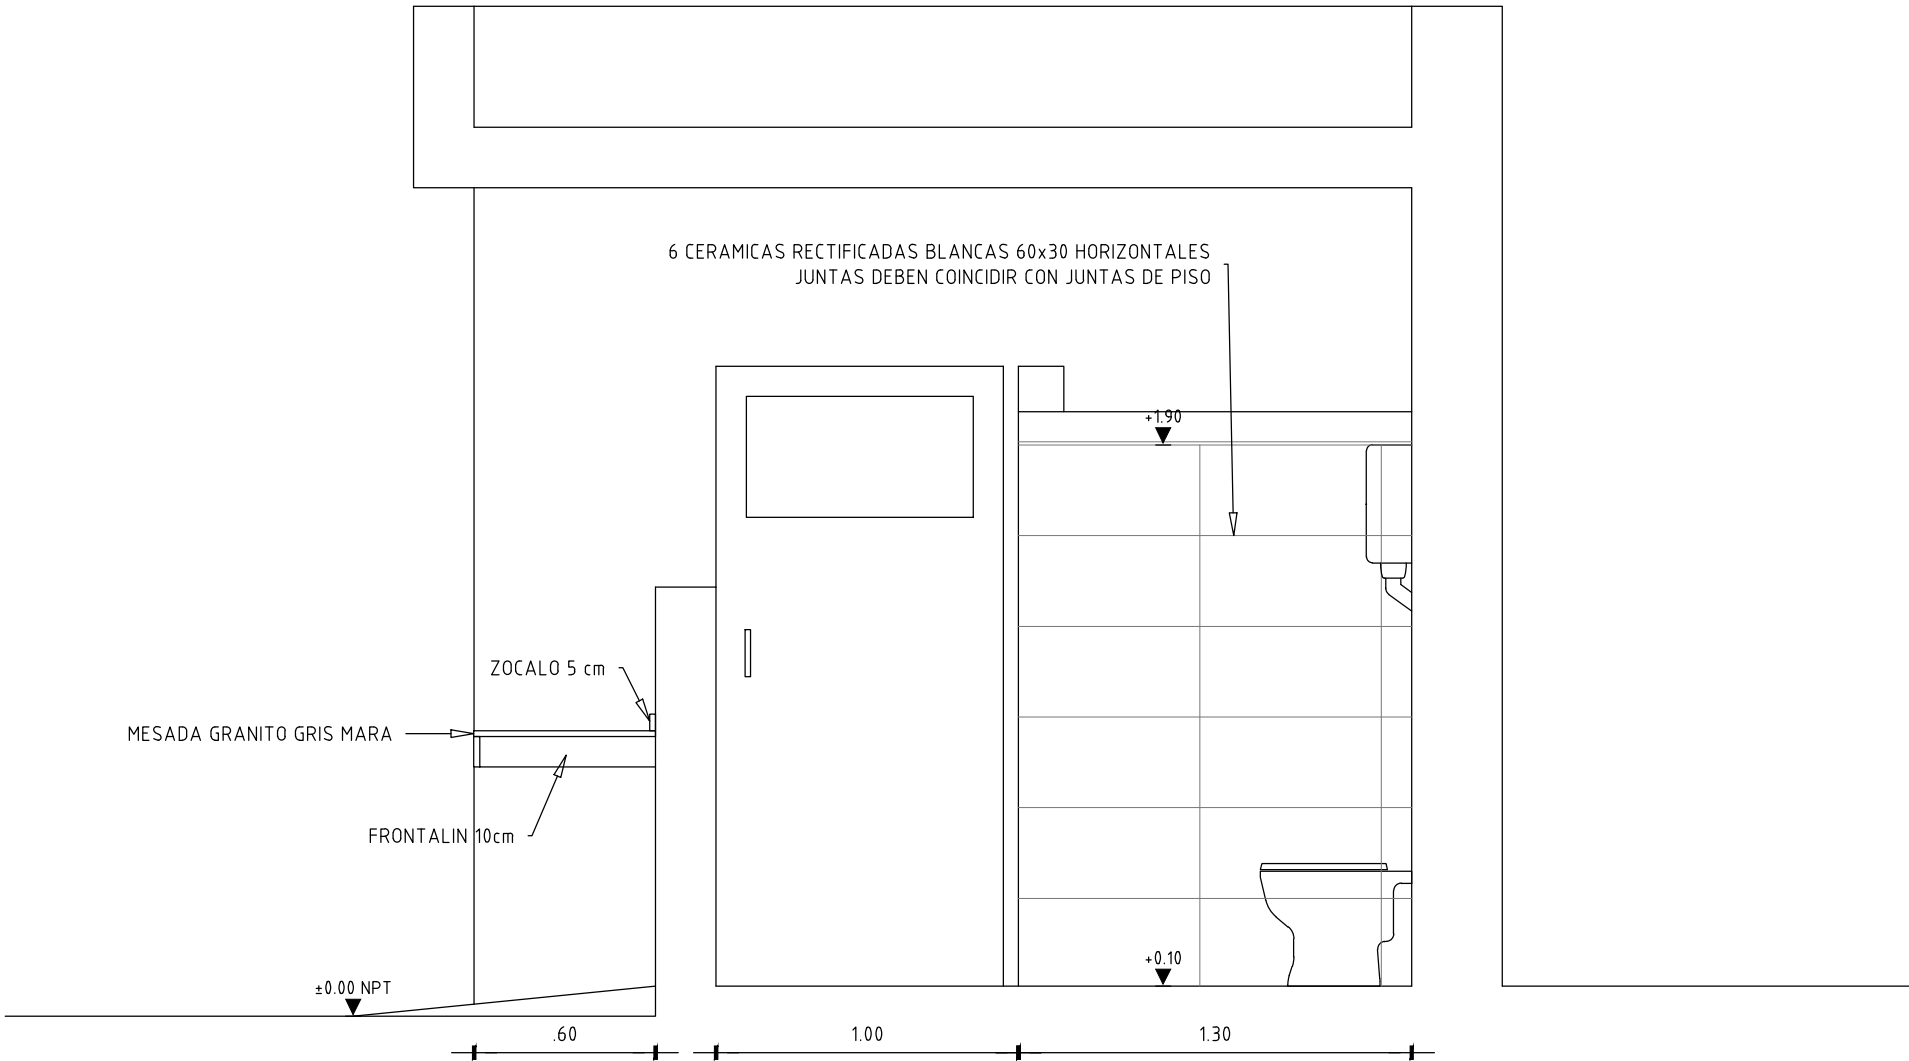 6 CERAMICAS RECTIFICADAS BLANCAS 60x30 HORIZONTALES
JUNTAS DEBEN COINCIDIR CON JUNTAS DE PISO
+1.90
ZOCALO 5 cm
MESADA GRANITO GRIS MARA
FRONTALIN 10cm
+0.10
±0.00 NPT
.60
1.00
1.30